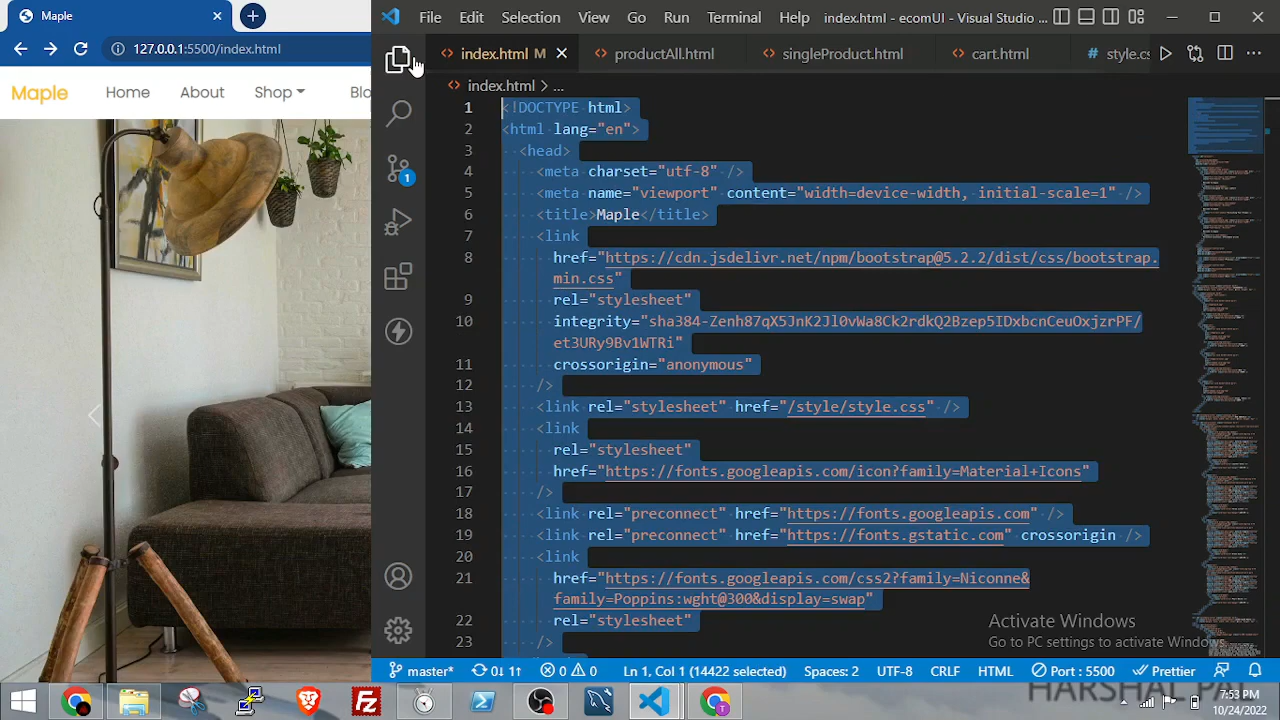 Maple
127.0.0.1:5500/index.html
Maple Home About Shop Blo
File Edit Selection View Go Run Terminal Help index.html - econUdemyVisual Studio ...
index.html M productAll.html singleProduct.html cart.html # style.cs
index.html > ...
1 <!DOCTYPE html>
2 <html lang="en">
3 <head>
4 <meta charset="utf-8" />
5 <meta name="viewport" content="width=device-width, initial-scale=1" />
6 <title>Maple</title>
7 <link
8 href="https://cdn.jsdelivr.net/npm/bootstrap@5.2.2/dist/css/bootstrap.
min.css"
9 rel="stylesheet"
10
et3URy9Bv1WTRi"
11 crossorigin="anonymous"
12 />
13 <link rel="stylesheet" href="/style/style.css" />
14 <link
15 rel="stylesheet"
16 href="https://fonts.googleapis.com/icon?family=Material+Icons"
17 />
18 <link rel="preconnect" href="https://fonts.googleapis.com" />
19 <link rel="preconnect" href="https://fonts.gstatic.com" crossorigin />
20 <link
21 href="https://fonts.googleapis.com/css2?family=Niconne&
family=Poppins:wght@300&display=swap"
22 rel="stylesheet"
23 />
1
Activate Windows
Go to PC settings to activate Windows.
master* 0↓ 1↑ 0 0 Ln 1, Col 1 (14422 selected) Spaces: 2 UTF-8 CRLF HTML Port: 5500 Prettier
7:53 PM
10/24/2022